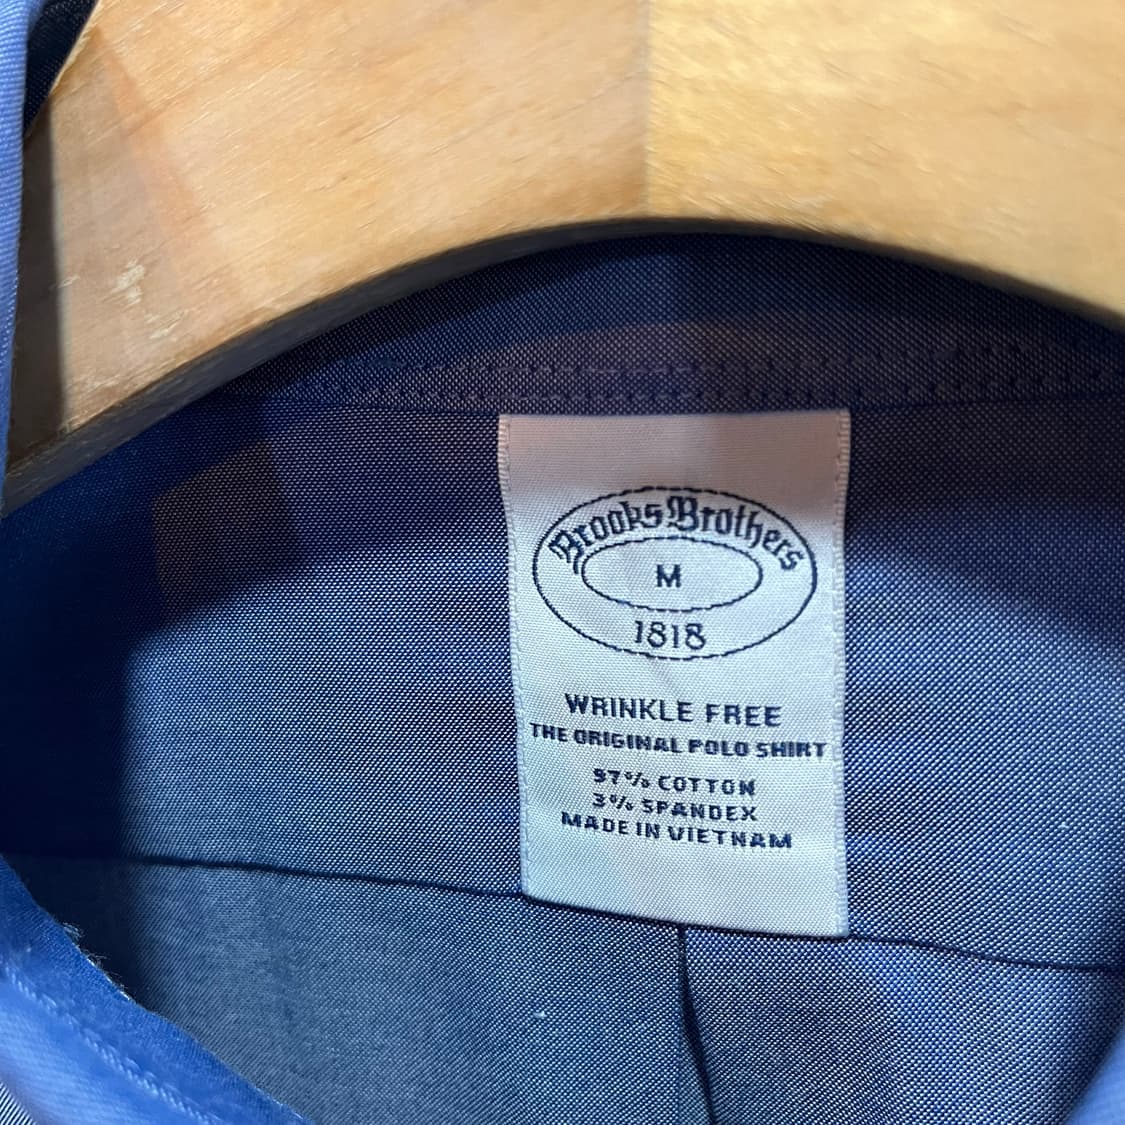 Brooks Brothers
M
1818
WRINKLE FREE
THE ORIGINAL POLO SHIRT
97% COTTON
3% SPANDEX
MADE IN VIETNAM